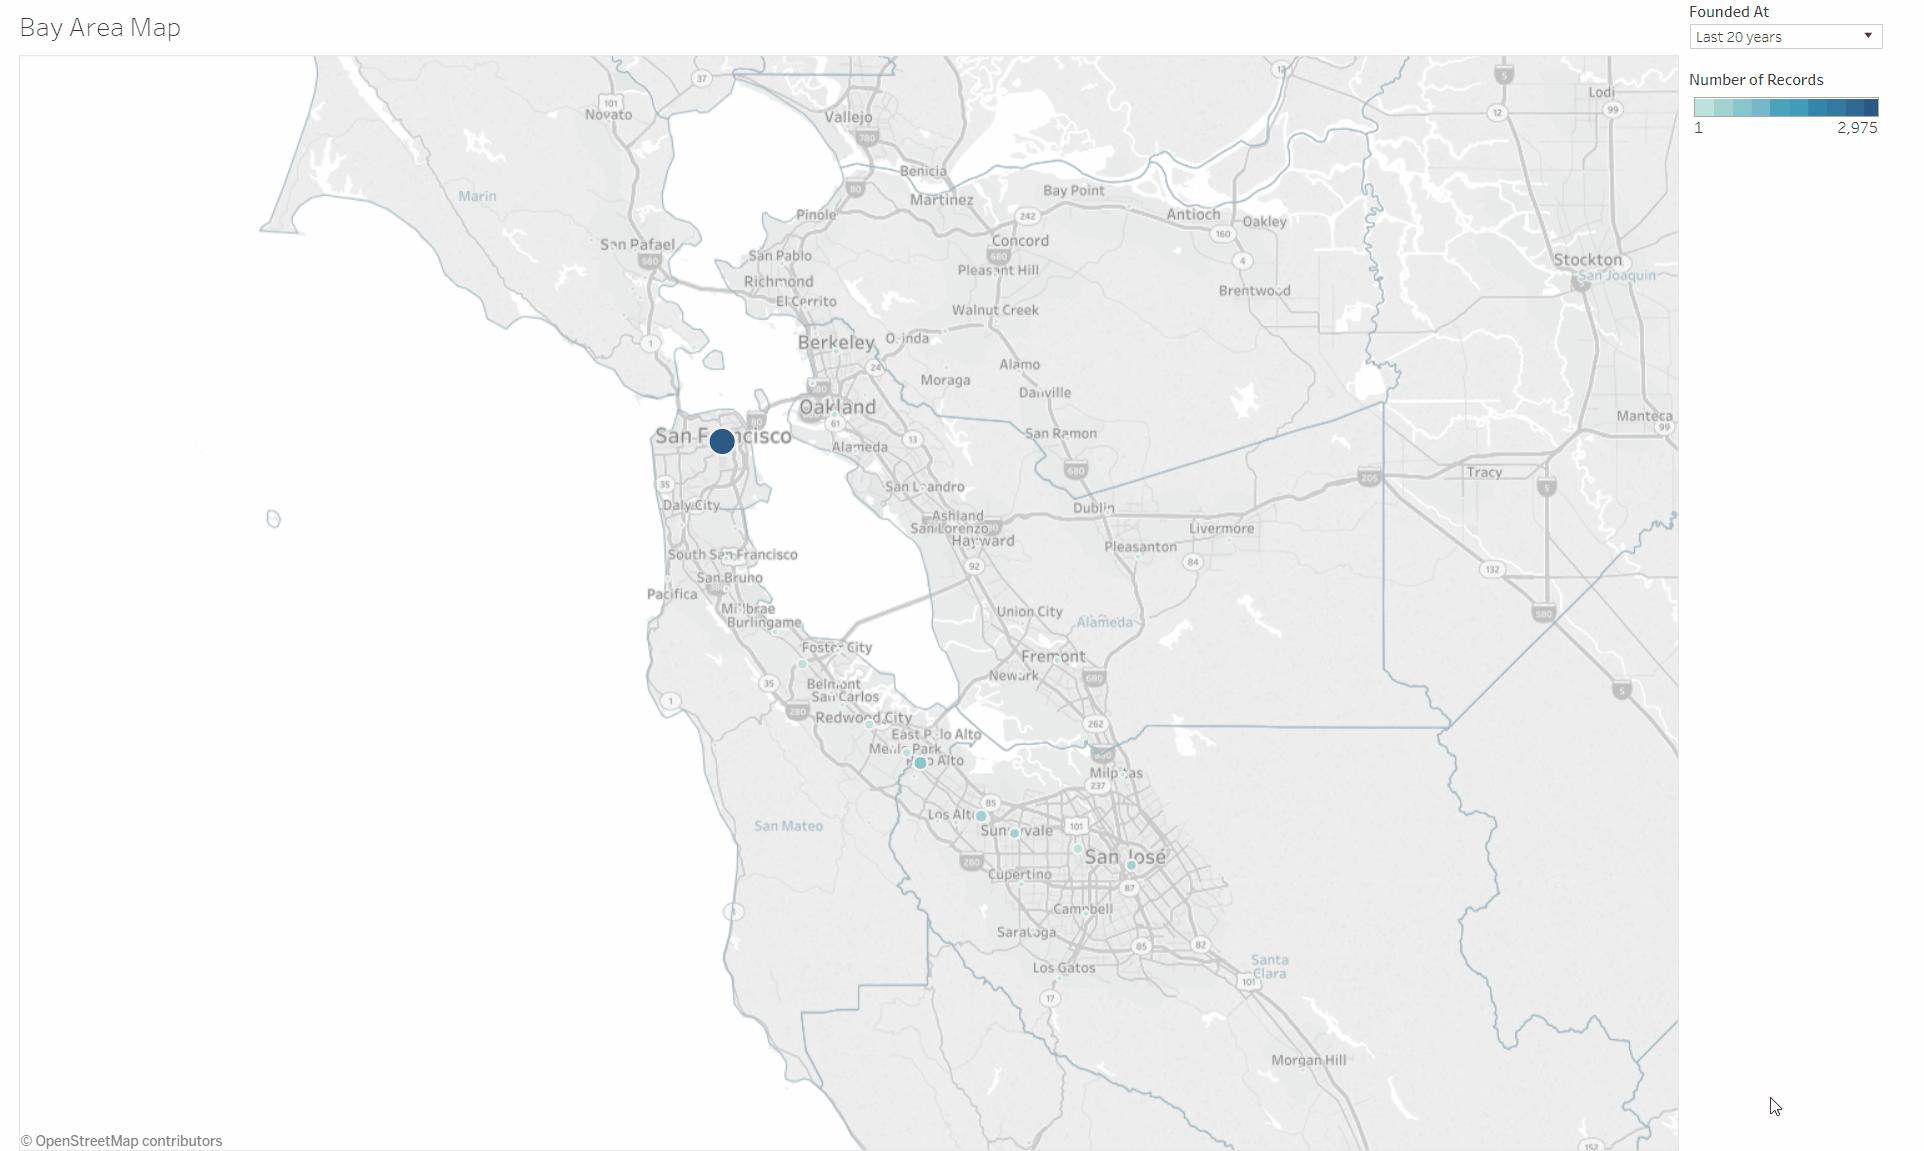 Bay Area Map
Founded At
Last 20 years
Number of Records
1
2,975
37
12
5
Lodi
101
Novato
99
12
Vallejo
780
Benicia
Marin
80
Bay Point
Martinez
Pinole
242
Antioch
Oakley
160
San Rafael
Concord
580
San Pablo
680
4
Stockton
Pleasant Hill
San Joaquin
Richmond
5
Brentwood
El Cerrito
Walnut Creek
1
Berkeley
24
Alamo
Moraga
80
Danville
Oakland
Manteca
61
99
80
San Francisco
13
San Ramon
Alameda
680
205
Tracy
35
San Leandro
5
Daly City
Dublin
Ashland
San Lorenzo
Livermore
Hayward
Pleasanton
South San Francisco
84
92
132
San Bruno
Pacifica
Millbrae
Union City
580
Burlingame
Alameda
Foster City
Fremont
Newark
680
35
Belmont
5
San Carlos
1
280
Redwood City
262
East Palo Alto
Menlo Park
Palo Alto
880
Milpitas
237
85
Los Altos
San Mateo
101
Sunnyvale
San José
280
Cupertino
87
Campbell
1
Saratoga
85
82
Los Gatos
Santa
Clara
101
17
Morgan Hill
© OpenStreetMap contributors
152